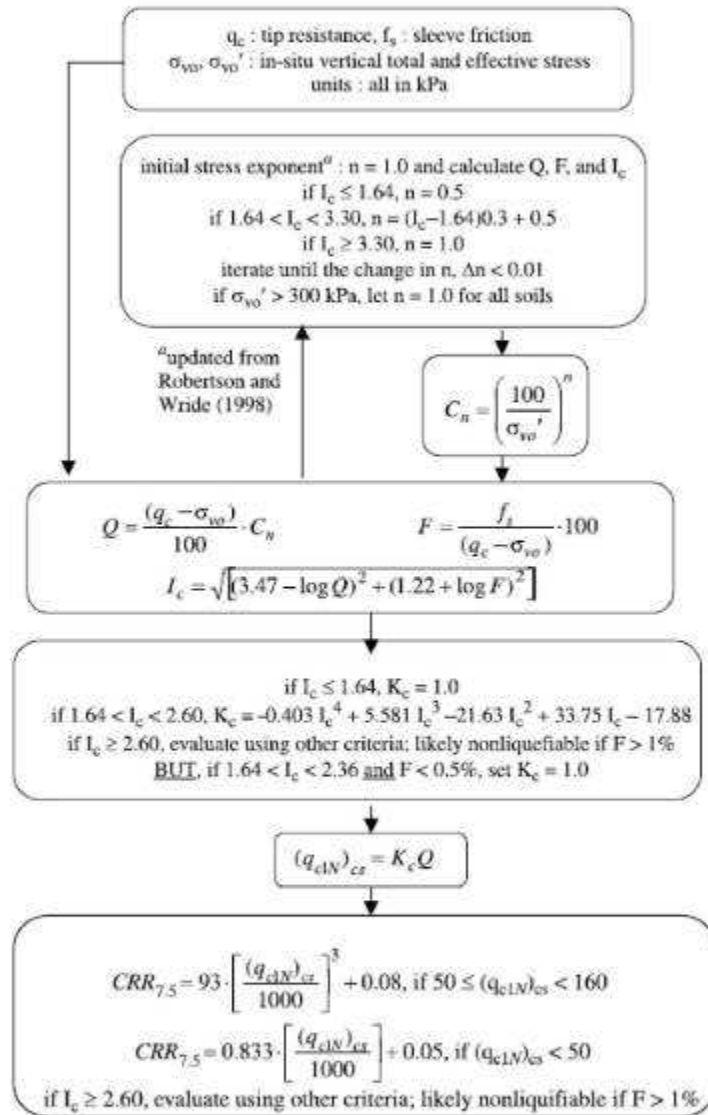 q_c : tip resistance, f_s : sleeve friction
σ_vo, σ_vo' : in-situ vertical total and effective stress
units : all in kPa
initial stress exponent^a : n = 1.0 and calculate Q, F, and I_c
if I_c ≤ 1.64, n = 0.5
if 1.64 < I_c < 3.30, n = (I_c–1.64)0.3 + 0.5
if I_c ≥ 3.30, n = 1.0
iterate until the change in n, Δn < 0.01
if σ_vo' > 300 kPa, let n = 1.0 for all soils
^a updated from
Robertson and
Wride (1998)
C_n = (100 / σ_vo')^n
Q = (q_c – σ_vo) / 100 · C_n
F = f_s / (q_c – σ_vo) · 100
I_c = √[(3.47 – log Q)^2 + (1.22 + log F)^2]
if I_c ≤ 1.64, K_c = 1.0
if 1.64 < I_c < 2.60, K_c = –0.403 I_c^4 + 5.581 I_c^3 –21.63 I_c^2 + 33.75 I_c – 17.88
if I_c ≥ 2.60, evaluate using other criteria; likely nonliquefiable if F > 1%
BUT, if 1.64 < I_c < 2.36 and F < 0.5%, set K_c = 1.0
(q_c1N)_cs = K_c Q
CRR_7.5 = 93 · [(q_c1N)_cs / 1000]^3 + 0.08, if 50 ≤ (q_c1N)_cs < 160
CRR_7.5 = 0.833 · [(q_c1N)_cs / 1000] + 0.05, if (q_c1N)_cs < 50
if I_c ≥ 2.60, evaluate using other criteria; likely nonliquifiable if F > 1%